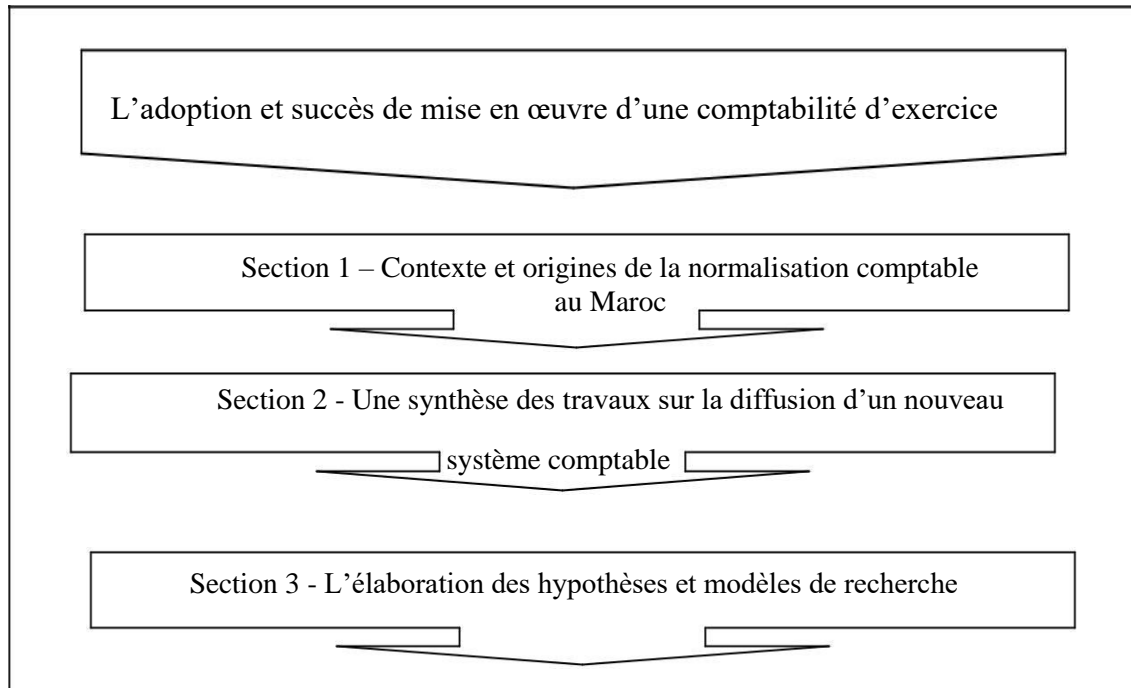 L’adoption et succès de mise en œuvre d’une comptabilité d’exercice
Section 1 – Contexte et origines de la normalisation comptable
au Maroc
Section 2 - Une synthèse des travaux sur la diffusion d’un nouveau
système comptable
Section 3 - L’élaboration des hypothèses et modèles de recherche